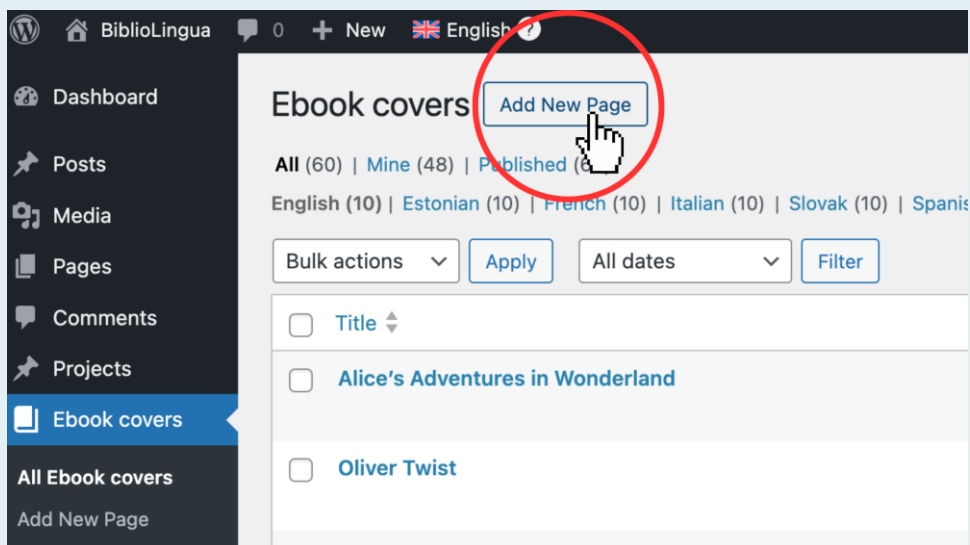 BiblioLingua 0 New English ?
Dashboard
Posts
Media
Pages
Comments
Projects
Ebook covers
All Ebook covers
Add New Page
Ebook covers Add New Page
All (60) | Mine (48) | Published
English (10) | Estonian (10) | French (10) | Italian (10) | Slovak (10) |
Bulk actions Apply All dates Filter
Title
Alice's Adventures in Wonderland
Oliver Twist